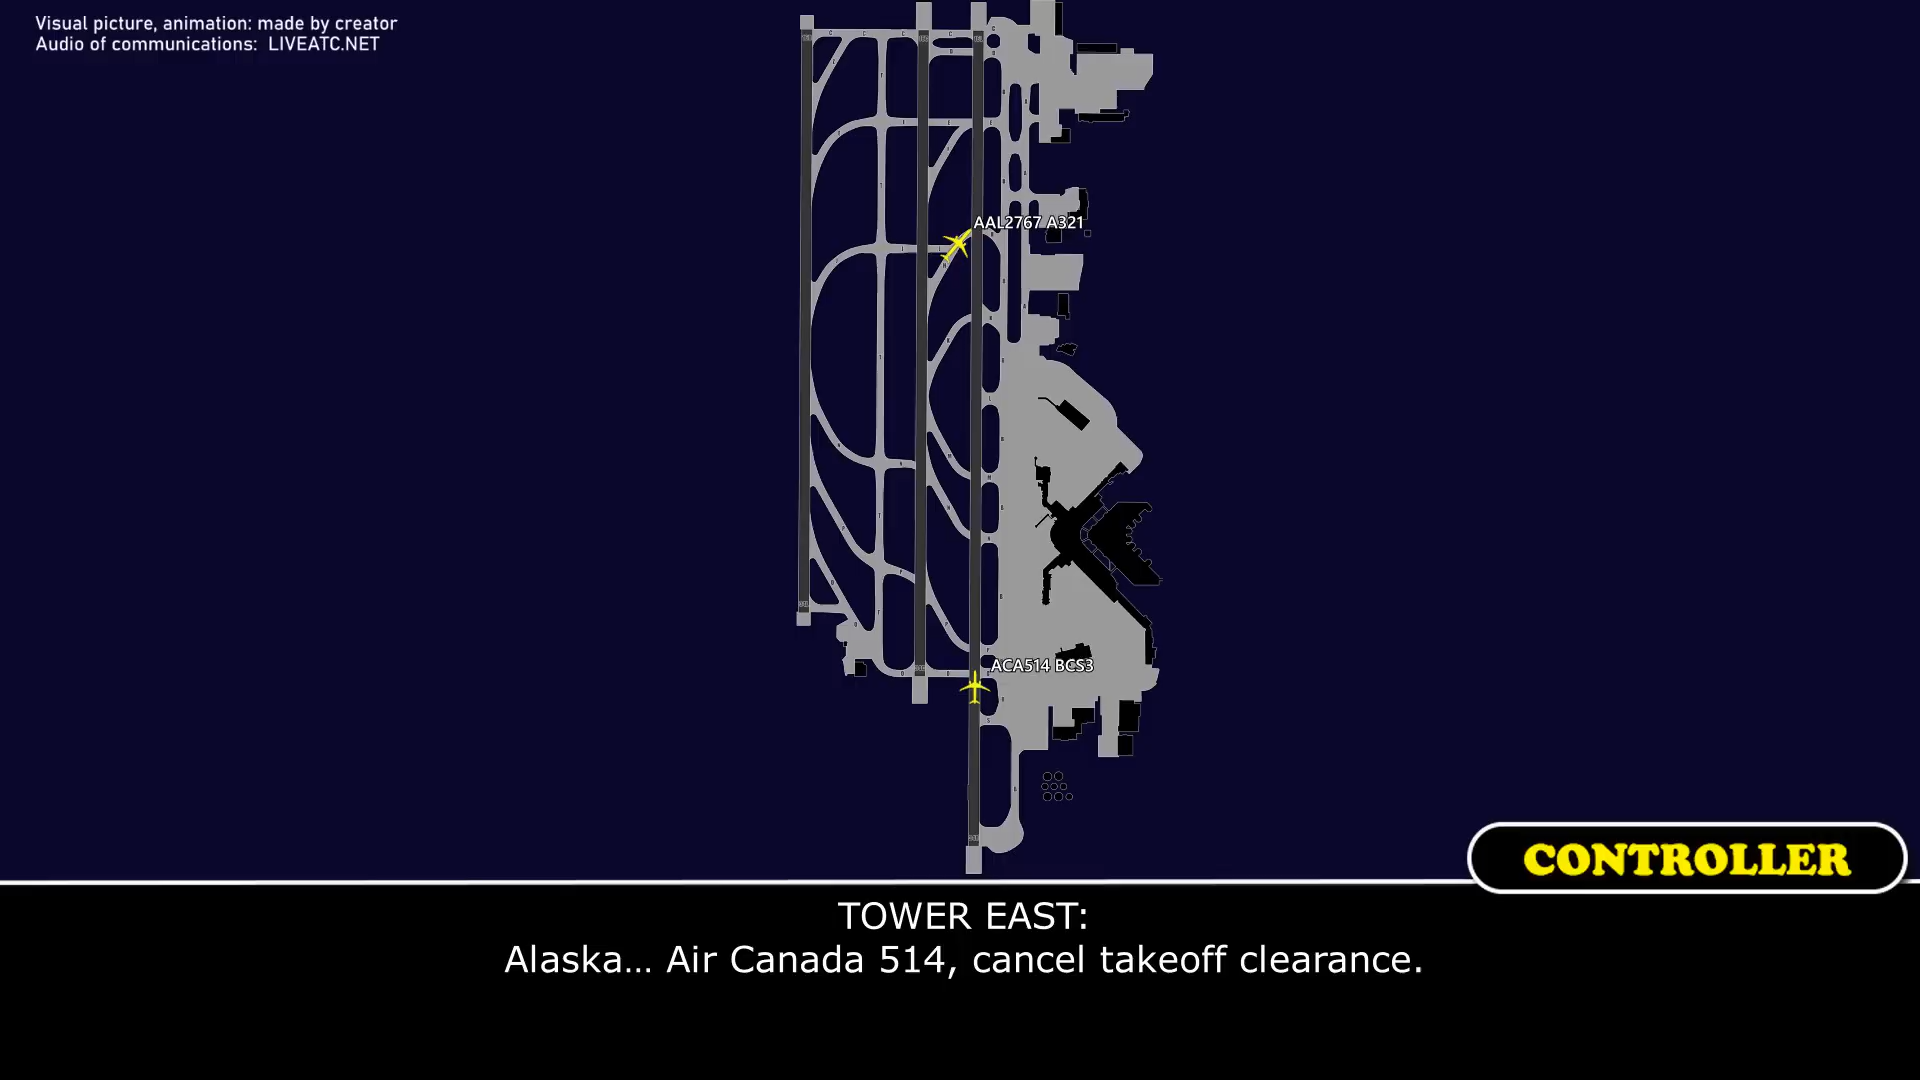 Visual picture, animation: made by creator
Audio of communications: LIVEATC.NET
AAL2767 A321
ACA514 BCS3
CONTROLLER
TOWER EAST:
Alaska... Air Canada 514, cancel takeoff clearance.